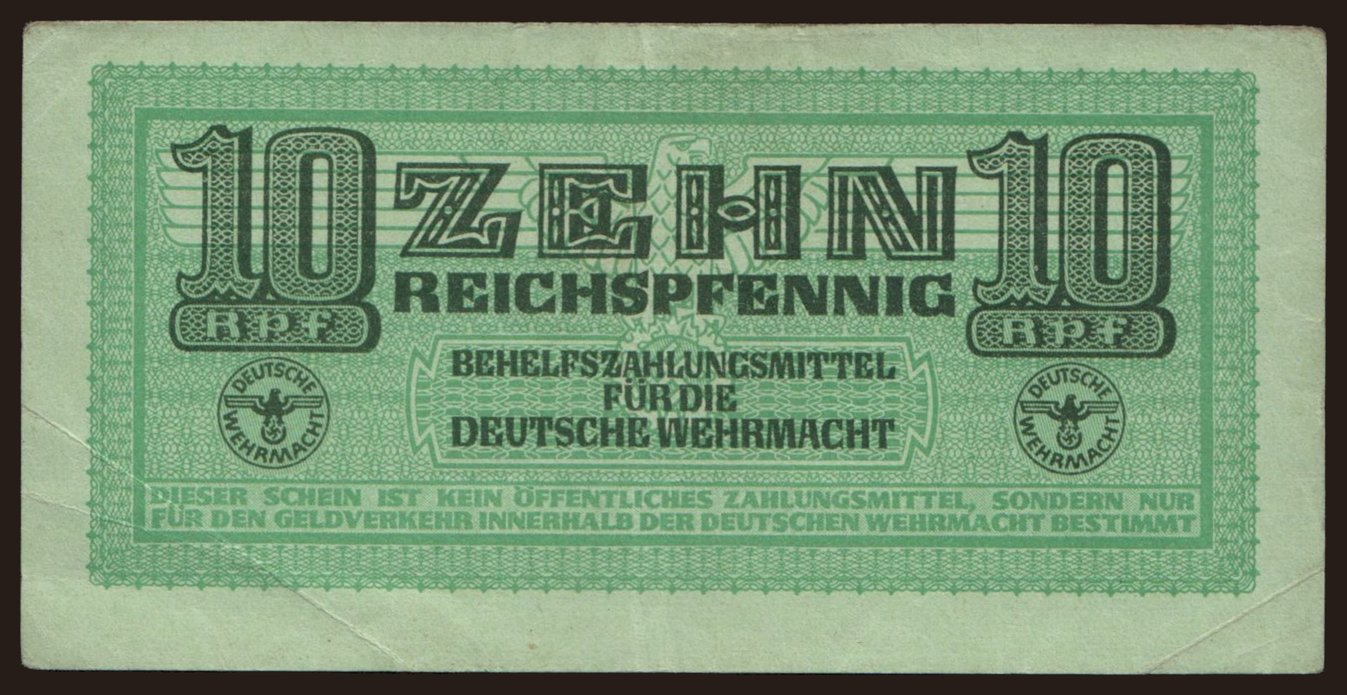 10 ZEHN 10
REICHSPFENNIG
Rpf Rpf
BEHELFSZAHLUNGSMITTEL
FÜR DIE
DEUTSCHE WEHRMACHT
DEUTSCHE WEHRMACHT
DEUTSCHE WEHRMACHT
DIESER SCHEIN IST KEIN ÖFFENTLICHES ZAHLUNGSMITTEL, SONDERN NUR
FÜR DEN GELDVERKEHR INNERHALB DER DEUTSCHEN WEHRMACHT BESTIMMT